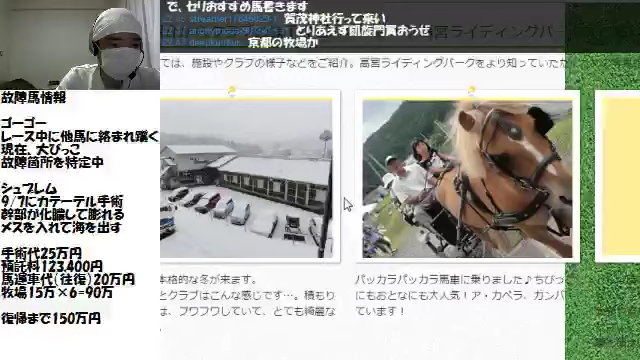 で、セリおすすめ馬書きます
賀茂神社行って来い
とりあえず凱旋門賞おうぜ
京都の牧場か
宮ライディングパー
では、施設やクラブの様子などをご紹介。高宮ライディングパークをより知っていただ
故障馬情報
ゴーゴー
レース中に他馬に絡まれ躓く
現在、大びっこ
故障箇所を特定中
シュプレム
9/7にカテーテル手術
幹部が化膿して膨れる
メスを入れて海を出す
手術代25万円
預託料123,400円
馬運車代(往復)20万円
牧場15万×6=90万
復帰まで150万円
本格的な冬が来ます。
とクラブはこんな感じです…。積もり
は、フワフワしていて、とても綺麗な
パッカラパッカラ馬車に乗りました♪ちびっ
にもおとなにも大人気！ア・カペラ、ガンバ
ています！